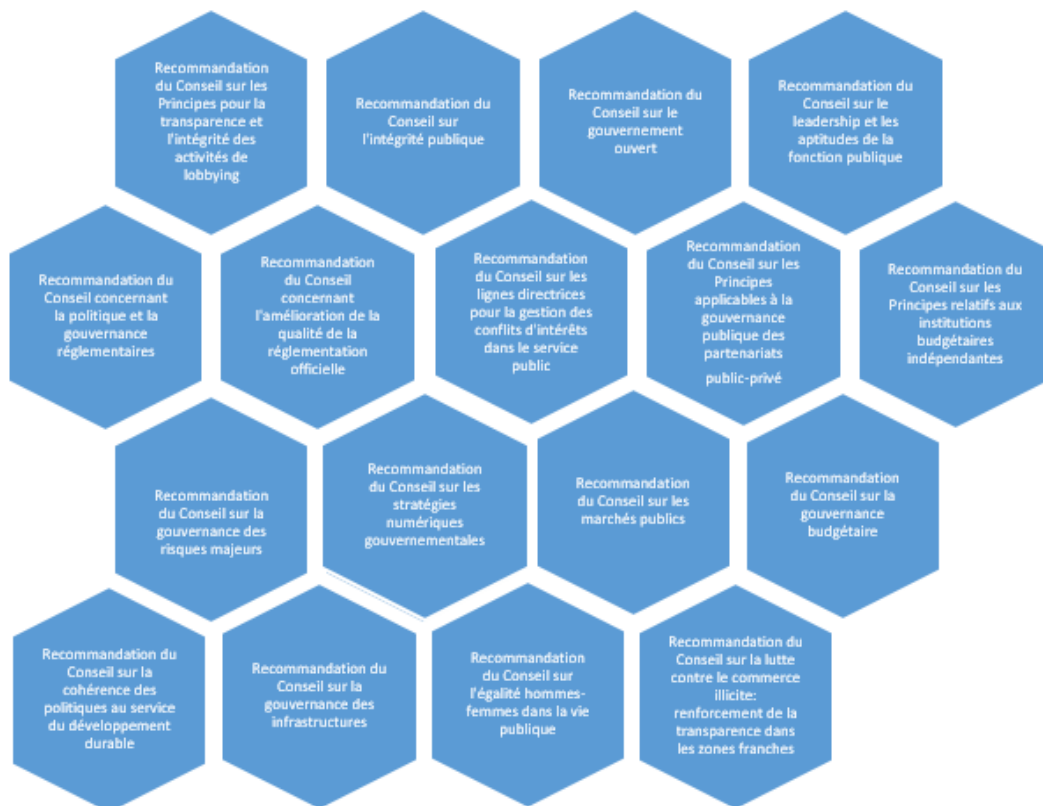 Recommandation
du Conseil sur les
Principes pour la
transparence et
l'intégrité des
activités de
lobbying
Recommandation du
Conseil sur
l'intégrité publique
Recommandation du
Conseil sur le
gouvernement
ouvert
Recommandation du
Conseil sur le
leadership et les
aptitudes de la
fonction publique
Recommandation du
Conseil concernant
la politique et la
gouvernance
réglementaires
Recommandation
du Conseil
concernant
l'amélioration de la
qualité de la
réglementation
officielle
Recommandation
du Conseil sur les
lignes directrices
pour la gestion des
conflits d'intérêts
dans le service
public
Recommandation
du Conseil sur les
Principes
applicables à la
gouvernance
publique des
partenariats
public-privé
Recommandation du
Conseil sur les
Principes relatifs aux
institutions
budgétaires
indépendantes
Recommandation
du Conseil sur la
gouvernance des
risques majeurs
Recommandation
du Conseil sur les
stratégies
numériques
gouvernementales
Recommandation
du Conseil sur les
marchés publics
Recommandation
du Conseil sur la
gouvernance
budgétaire
Recommandation du
Conseil sur la
cohérence des
politiques au service
du développement
durable
Recommandation du
Conseil sur la
gouvernance des
infrastructures
Recommandation
du Conseil sur
l'égalité hommes-
femmes dans la vie
publique
Recommandation du
Conseil sur la lutte
contre le commerce
illicite:
renforcement de la
transparence dans
les zones franches